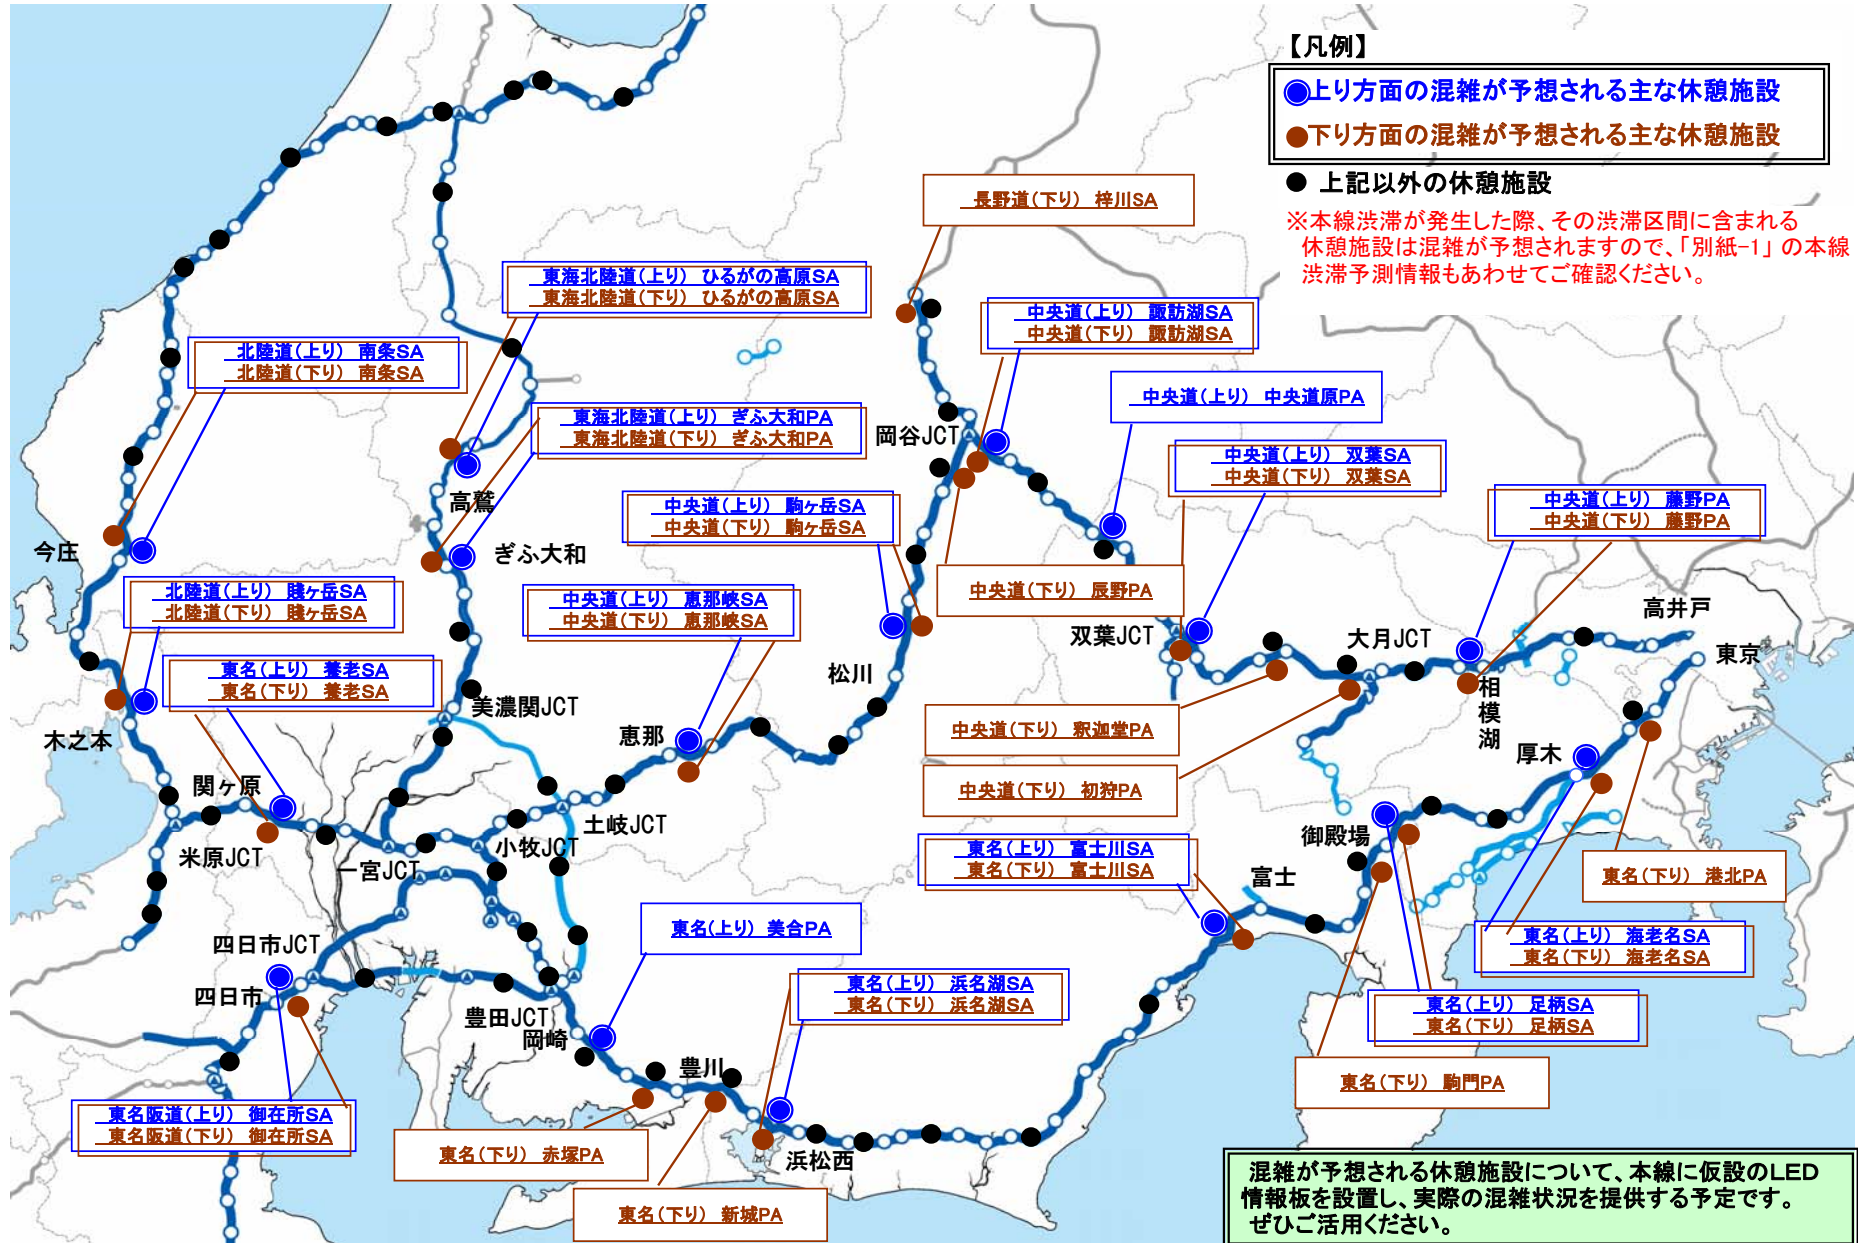 【凡例】
上り方面の混雑が予想される主な休憩施設
下り方面の混雑が予想される主な休憩施設
上記以外の休憩施設
※本線渋滞が発生した際、その渋滞区間に含まれる
休憩施設は混雑が予想されますので、「別紙-1」の本線
渋滞予測情報もあわせてご確認ください。
長野道(下り) 梓川SA
東海北陸道(上り) ひるがの高原SA
東海北陸道(下り) ひるがの高原SA
中央道(上り) 諏訪湖SA
中央道(下り) 諏訪湖SA
北陸道(上り) 南条SA
北陸道(下り) 南条SA
中央道(上り) 中央道原PA
東海北陸道(上り) ぎふ大和PA
東海北陸道(下り) ぎふ大和PA
岡谷JCT
中央道(上り) 双葉SA
中央道(下り) 双葉SA
高鷲
中央道(上り) 駒ヶ岳SA
中央道(下り) 駒ヶ岳SA
中央道(上り) 藤野PA
中央道(下り) 藤野PA
今庄
ぎふ大和
北陸道(上り) 賤ヶ岳SA
北陸道(下り) 賤ヶ岳SA
中央道(上り) 恵那峡SA
中央道(下り) 恵那峡SA
中央道(下り) 辰野PA
高井戸
双葉JCT
大月JCT
東京
東名(上り) 養老SA
東名(下り) 養老SA
松川
相模湖
美濃関JCT
木之本
恵那
中央道(下り) 釈迦堂PA
厚木
関ヶ原
中央道(下り) 初狩PA
土岐JCT
御殿場
米原JCT
一宮JCT
小牧JCT
東名(上り) 富士川SA
東名(下り) 富士川SA
富士
東名(下り) 港北PA
東名(上り) 美合PA
四日市JCT
東名(上り) 海老名SA
東名(下り) 海老名SA
四日市
東名(上り) 浜名湖SA
東名(下り) 浜名湖SA
東名(上り) 足柄SA
東名(下り) 足柄SA
豊田JCT
岡崎
豊川
東名(下り) 駒門PA
東名阪道(上り) 御在所SA
東名阪道(下り) 御在所SA
東名(下り) 赤塚PA
浜松西
東名(下り) 新城PA
混雑が予想される休憩施設について、本線に仮設のLED
情報板を設置し、実際の混雑状況を提供する予定です。
ぜひご活用ください。